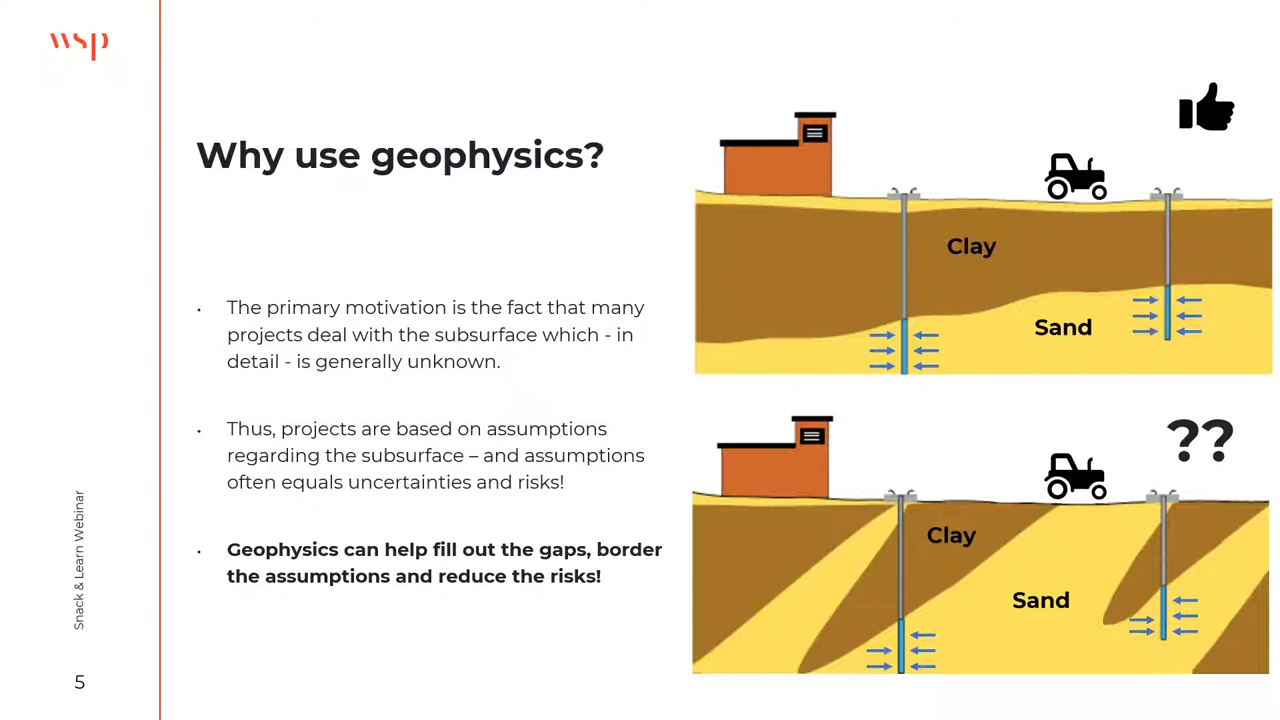 wsp
Why use geophysics?
• The primary motivation is the fact that many
projects deal with the subsurface which - in
detail - is generally unknown.
• Thus, projects are based on assumptions
regarding the subsurface – and assumptions
often equals uncertainties and risks!
• Geophysics can help fill out the gaps, border
the assumptions and reduce the risks!
Clay
Sand
??
Clay
Sand
Snack & Learn Webinar
5